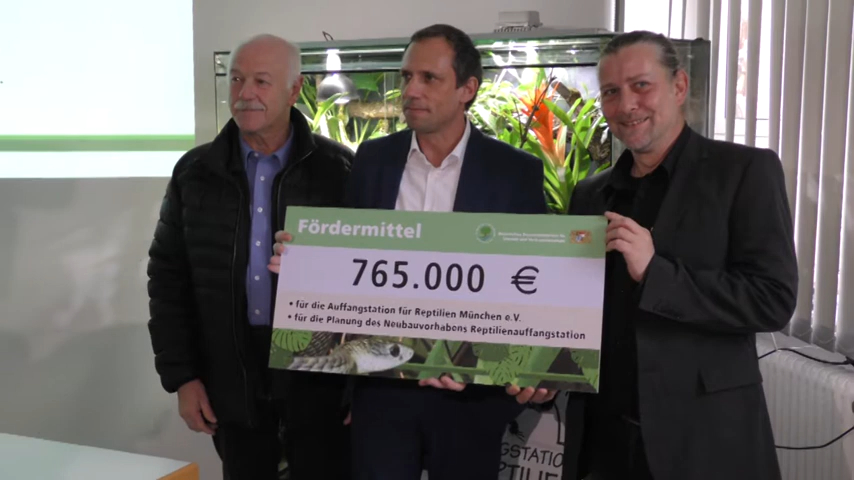 Fördermittel
765.000 €
• für die Auffangstation für Reptilien München e.V.
• für die Planung des Neubauvorhabens Reptilienauffangstation